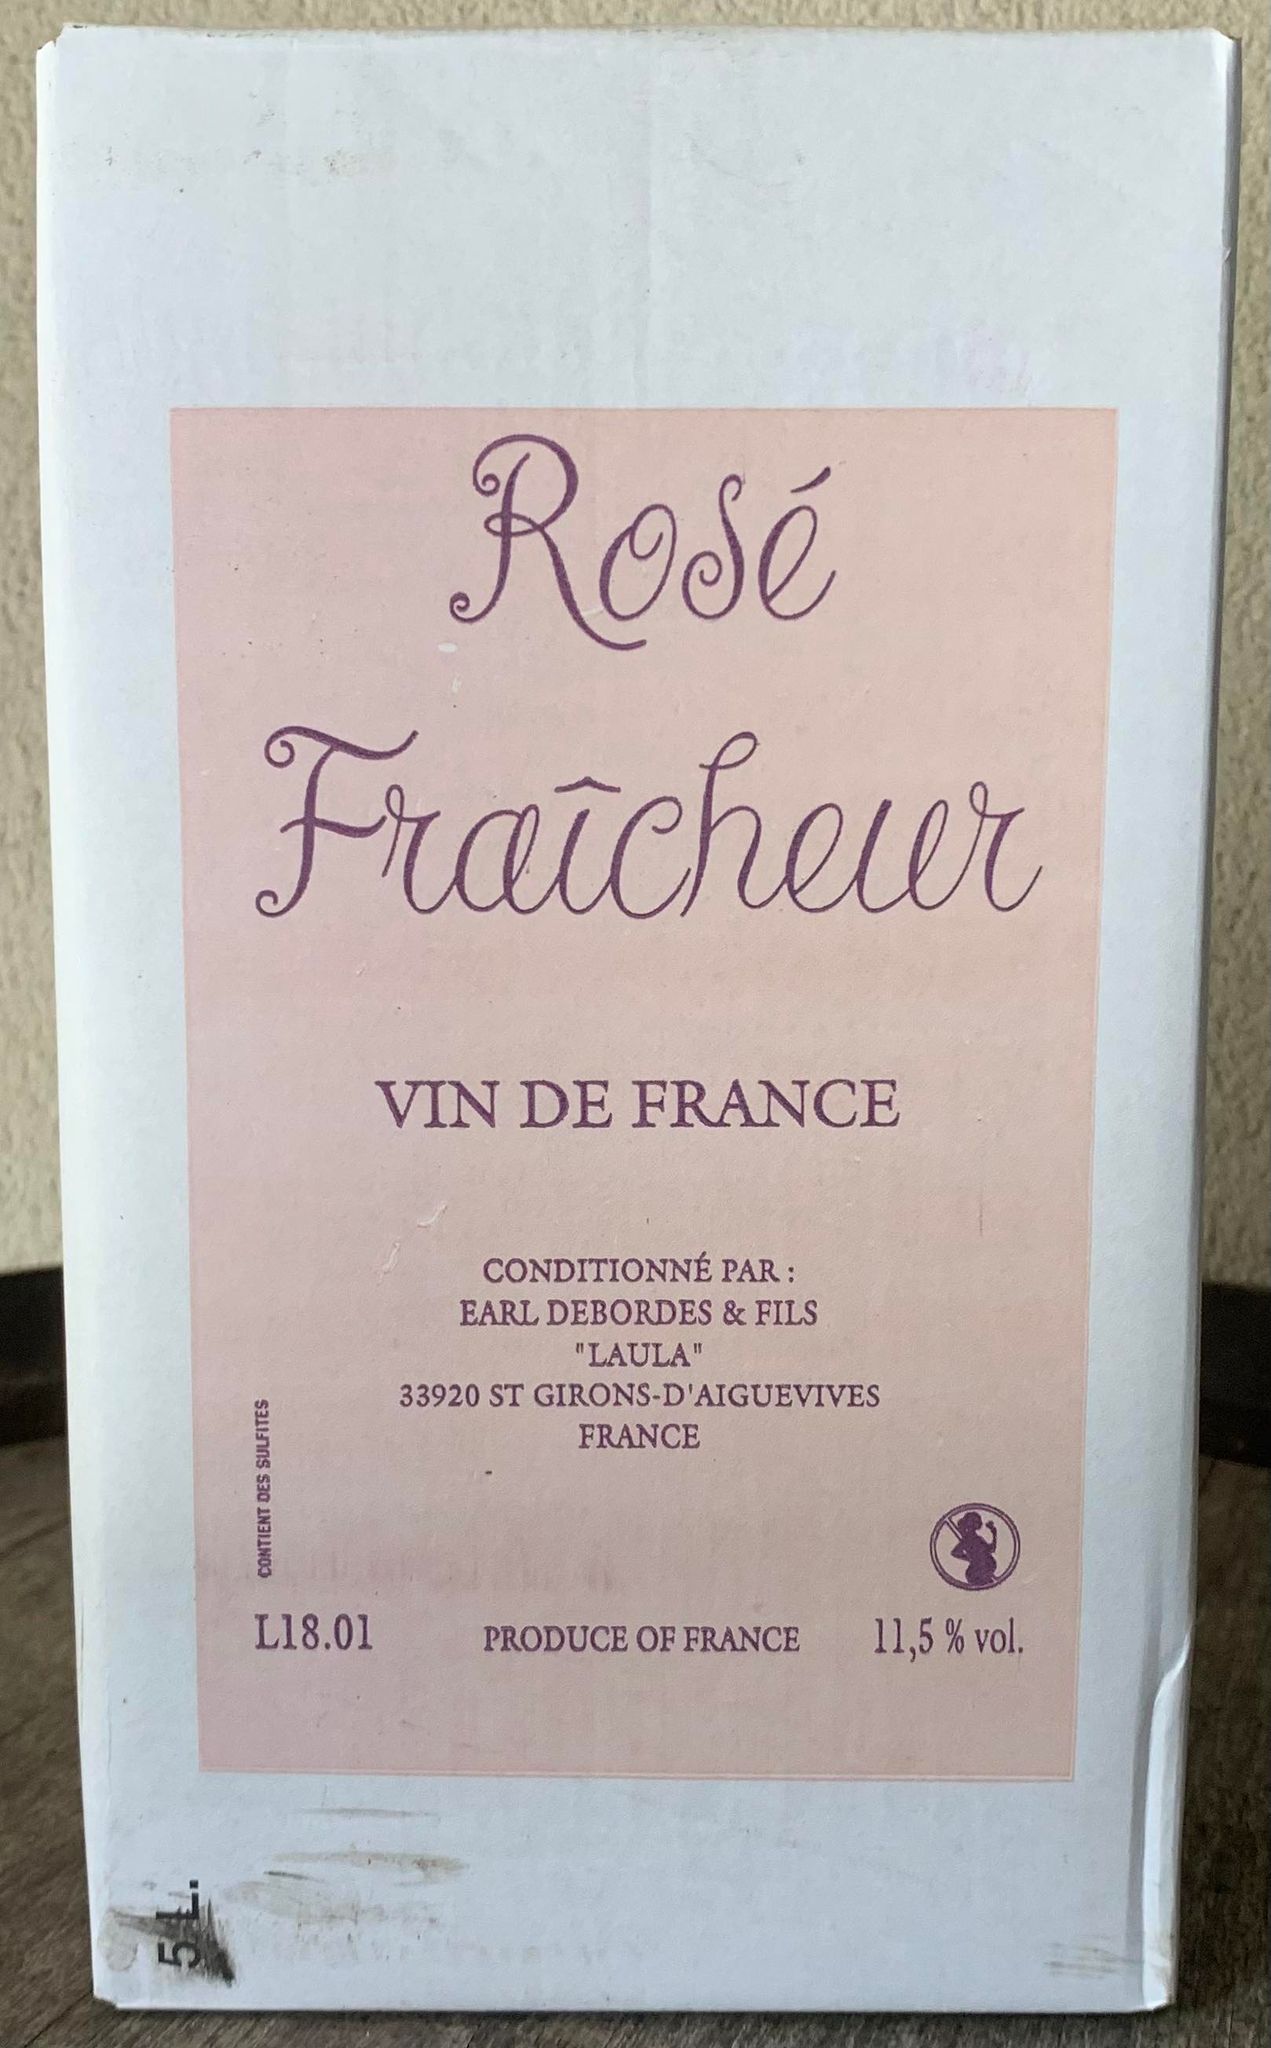 Rosé
Fraîcheur
VIN DE FRANCE
CONDITIONNÉ PAR :
EARL DEBORDES & FILS
"LAULA"
33920 ST GIRONS-D'AIGUEVIVES
FRANCE
CONTIENT DES SULFITES
L18.01
PRODUCE OF FRANCE
11,5 % vol.
5 L.